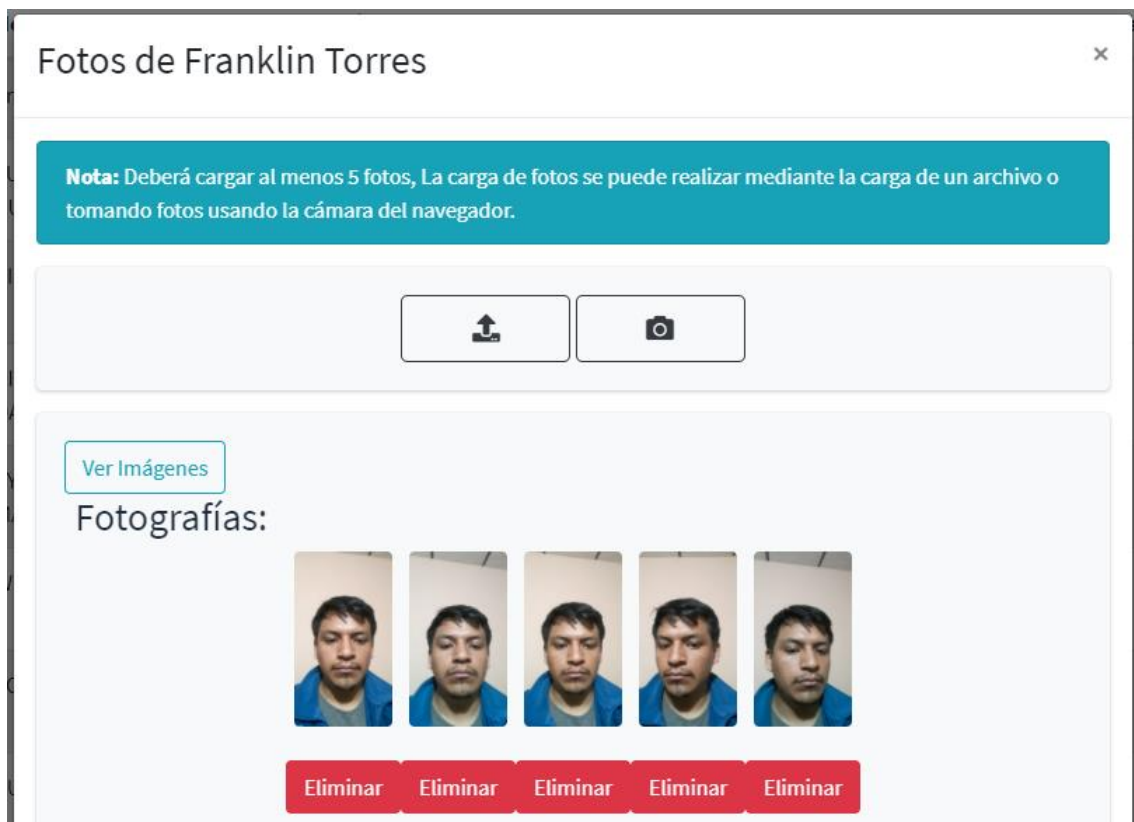 Fotos de Franklin Torres
×
Nota: Deberá cargar al menos 5 fotos, La carga de fotos se puede realizar mediante la carga de un archivo o
tomando fotos usando la cámara del navegador.
Ver Imágenes
Fotografías:
Eliminar Eliminar Eliminar Eliminar Eliminar